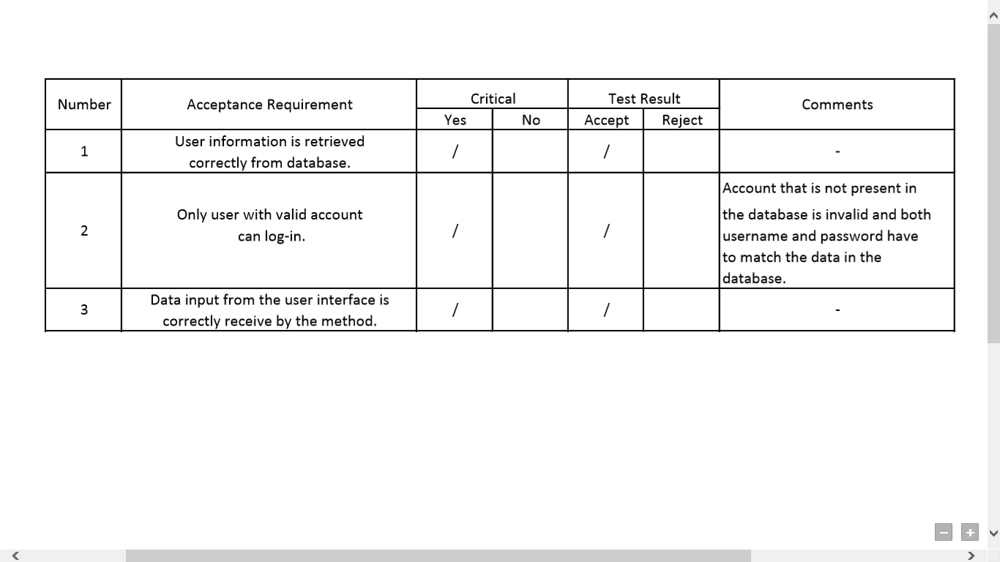 Number
Acceptance Requirement
Critical
Test Result
Comments
Yes
No
Accept
Reject
1
User information is retrieved
correctly from database.
/
/
-
2
Only user with valid account
can log-in.
/
/
Account that is not present in
the database is invalid and both
username and password have
to match the data in the
database.
3
Data input from the user interface is
correctly receive by the method.
/
/
-